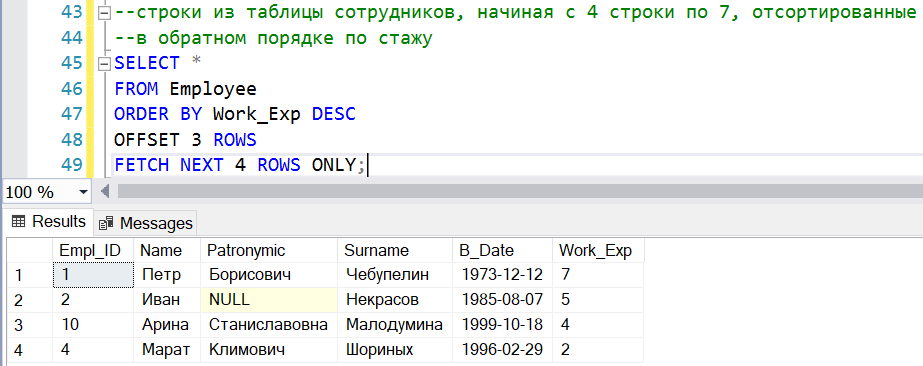 43 --строки из таблицы сотрудников, начиная с 4 строки по 7, отсортированные
44 --в обратном порядке по стажу
45 SELECT *
46 FROM Employee
47 ORDER BY Work_Exp DESC
48 OFFSET 3 ROWS
49 FETCH NEXT 4 ROWS ONLY;
100 %
Results Messages
Empl_ID Name Patronymic Surname B_Date Work_Exp
1 1 Петр Борисович Чебупелин 1973-12-12 7
2 2 Иван NULL Некрасов 1985-08-07 5
3 10 Арина Станиславовна Малодумина 1999-10-18 4
4 4 Марат Климович Шориных 1996-02-29 2